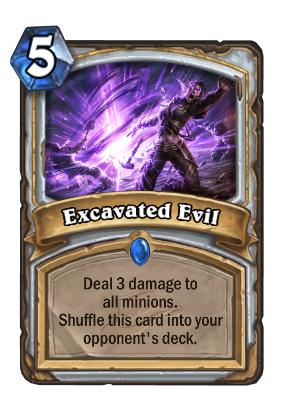 5
Excavated Evil
Deal 3 damage to
all minions.
Shuffle this card into your
opponent's deck.